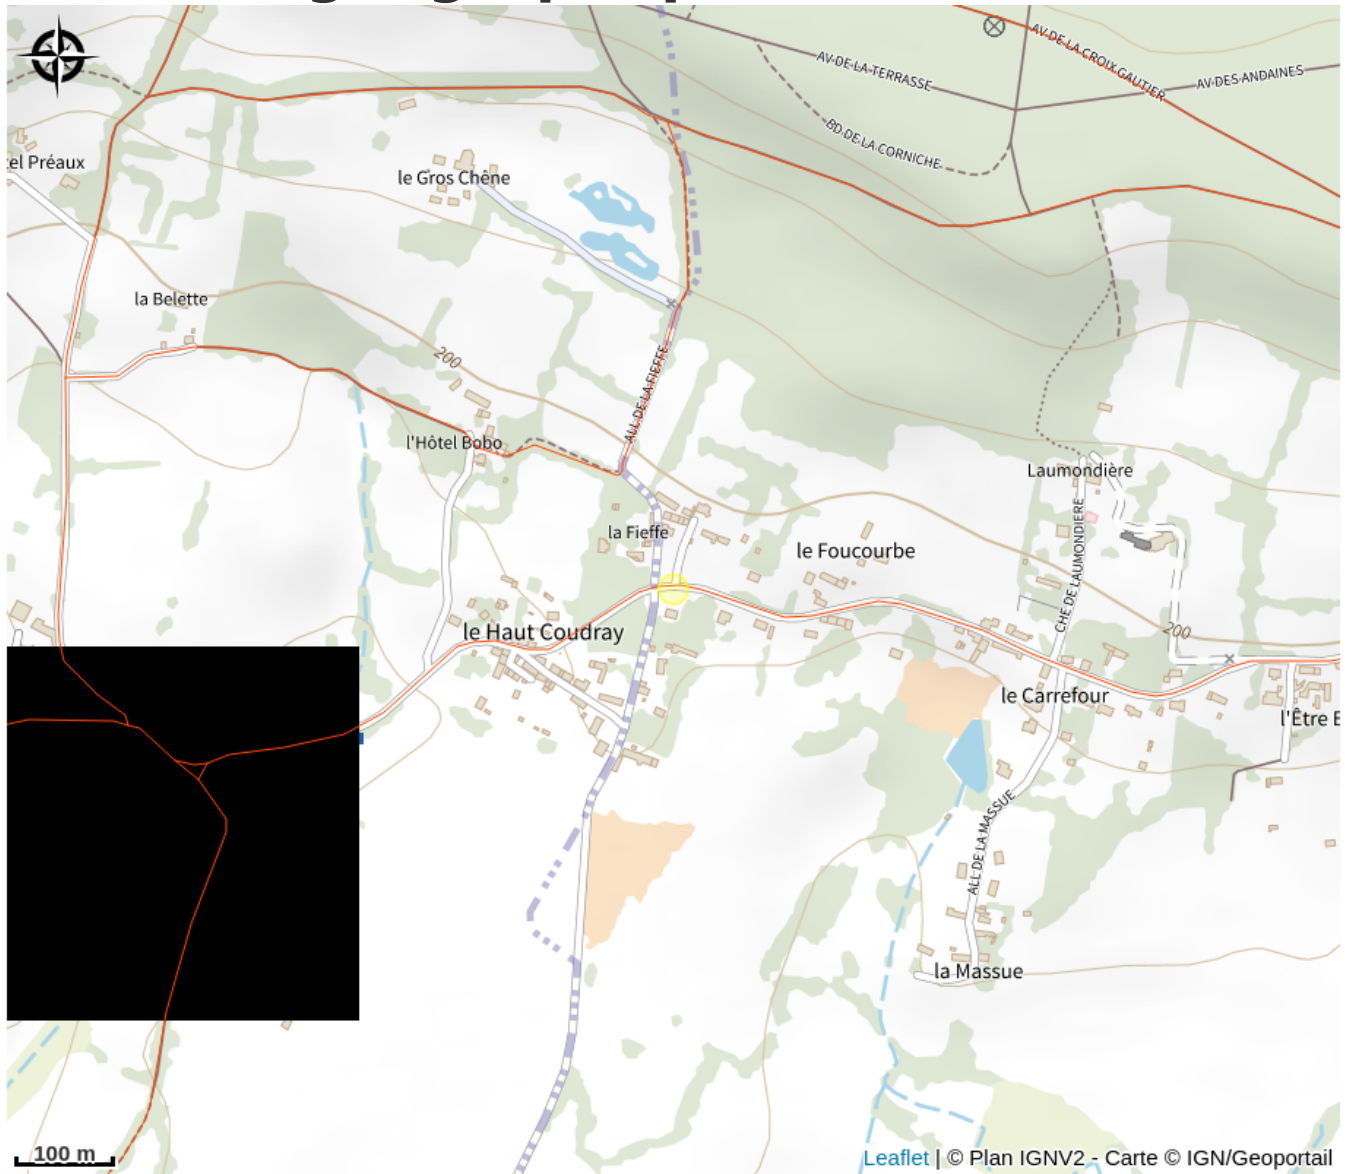 AV DE LA CROIX GAUTIER
AV DE LA TERRASSE
AV DES ANDAINES
BD DE LA CORNICHE
el Préaux
le Gros Chêne
la Belette
200
ALL DE LA FIEFFE
l'Hôtel Bobo
Laumondière
la Fieffe
le Foucourbe
CHE DE LAUMONDIERE
le Haut Coudray
200
le Carrefour
l'Être E
ALL DE LA MASSUE
la Massue
100 m
Leaflet | © Plan IGNV2 - Carte © IGN/Geoportail